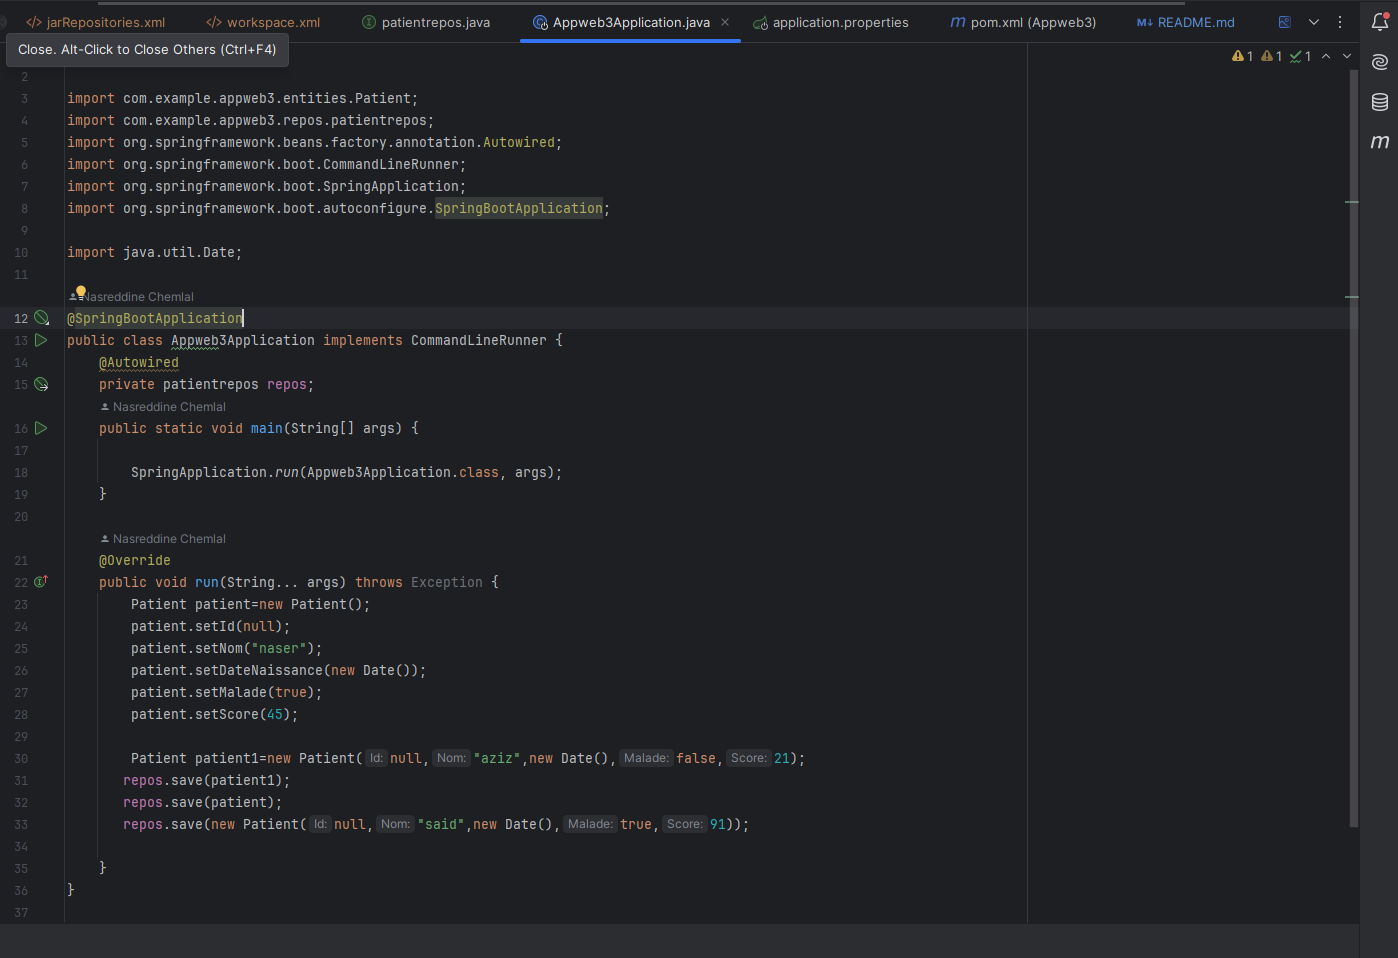 jarRepositories.xml workspace.xml patientrepos.java Appweb3Application.java application.properties m pom.xml (Appweb3) M↓ README.md
Close. Alt-Click to Close Others (Ctrl+F4)
1 1 1
2
3 import com.example.appweb3.entities.Patient;
4 import com.example.appweb3.repos.patientrepos;
5 import org.springframework.beans.factory.annotation.Autowired;
6 import org.springframework.boot.CommandLineRunner;
7 import org.springframework.boot.SpringApplication;
8 import org.springframework.boot.autoconfigure.SpringBootApplication;
9
10 import java.util.Date;
11
Nasreddine Chemlal
12 @SpringBootApplication
13 public class Appweb3Application implements CommandLineRunner {
14 @Autowired
15 private patientrepos repos;
Nasreddine Chemlal
16 public static void main(String[] args) {
17
18 SpringApplication.run(Appweb3Application.class, args);
19 }
20
Nasreddine Chemlal
21 @Override
22 public void run(String... args) throws Exception {
23 Patient patient=new Patient();
24 patient.setId(null);
25 patient.setNom("naser");
26 patient.setDateNaissance(new Date());
27 patient.setMalade(true);
28 patient.setScore(45);
29
30 Patient patient1=new Patient( Id: null, Nom: "aziz",new Date(), Malade: false, Score: 21);
31 repos.save(patient1);
32 repos.save(patient);
33 repos.save(new Patient( Id: null, Nom: "said",new Date(), Malade: true, Score: 91));
34
35 }
36 }
37
m